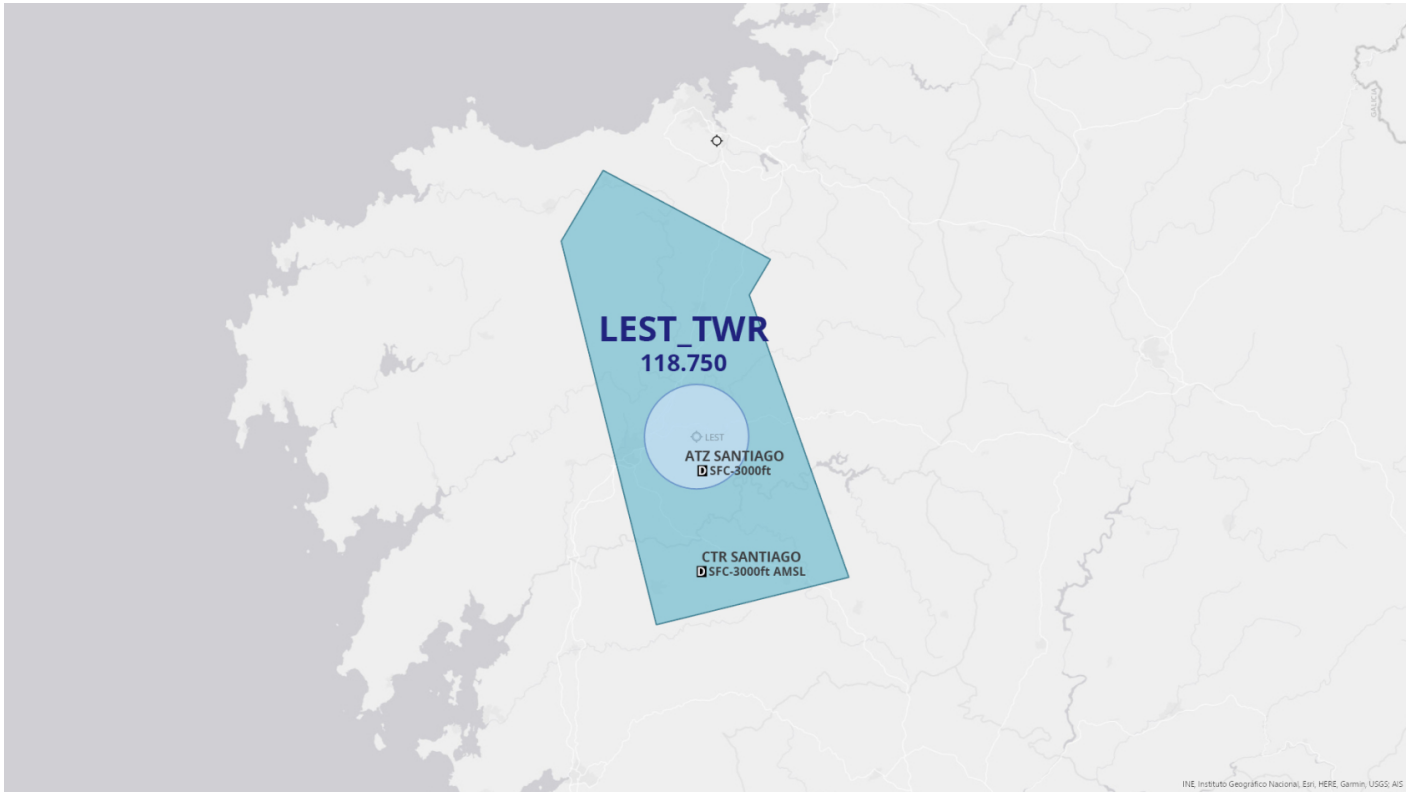 GALICIA
LEST_TWR
118.750
LEST
ATZ SANTIAGO
D SFC-3000ft
CTR SANTIAGO
D SFC-3000ft AMSL
INE, Instituto Geográfico Nacional, Esri, HERE, Garmin, USGS; AIS